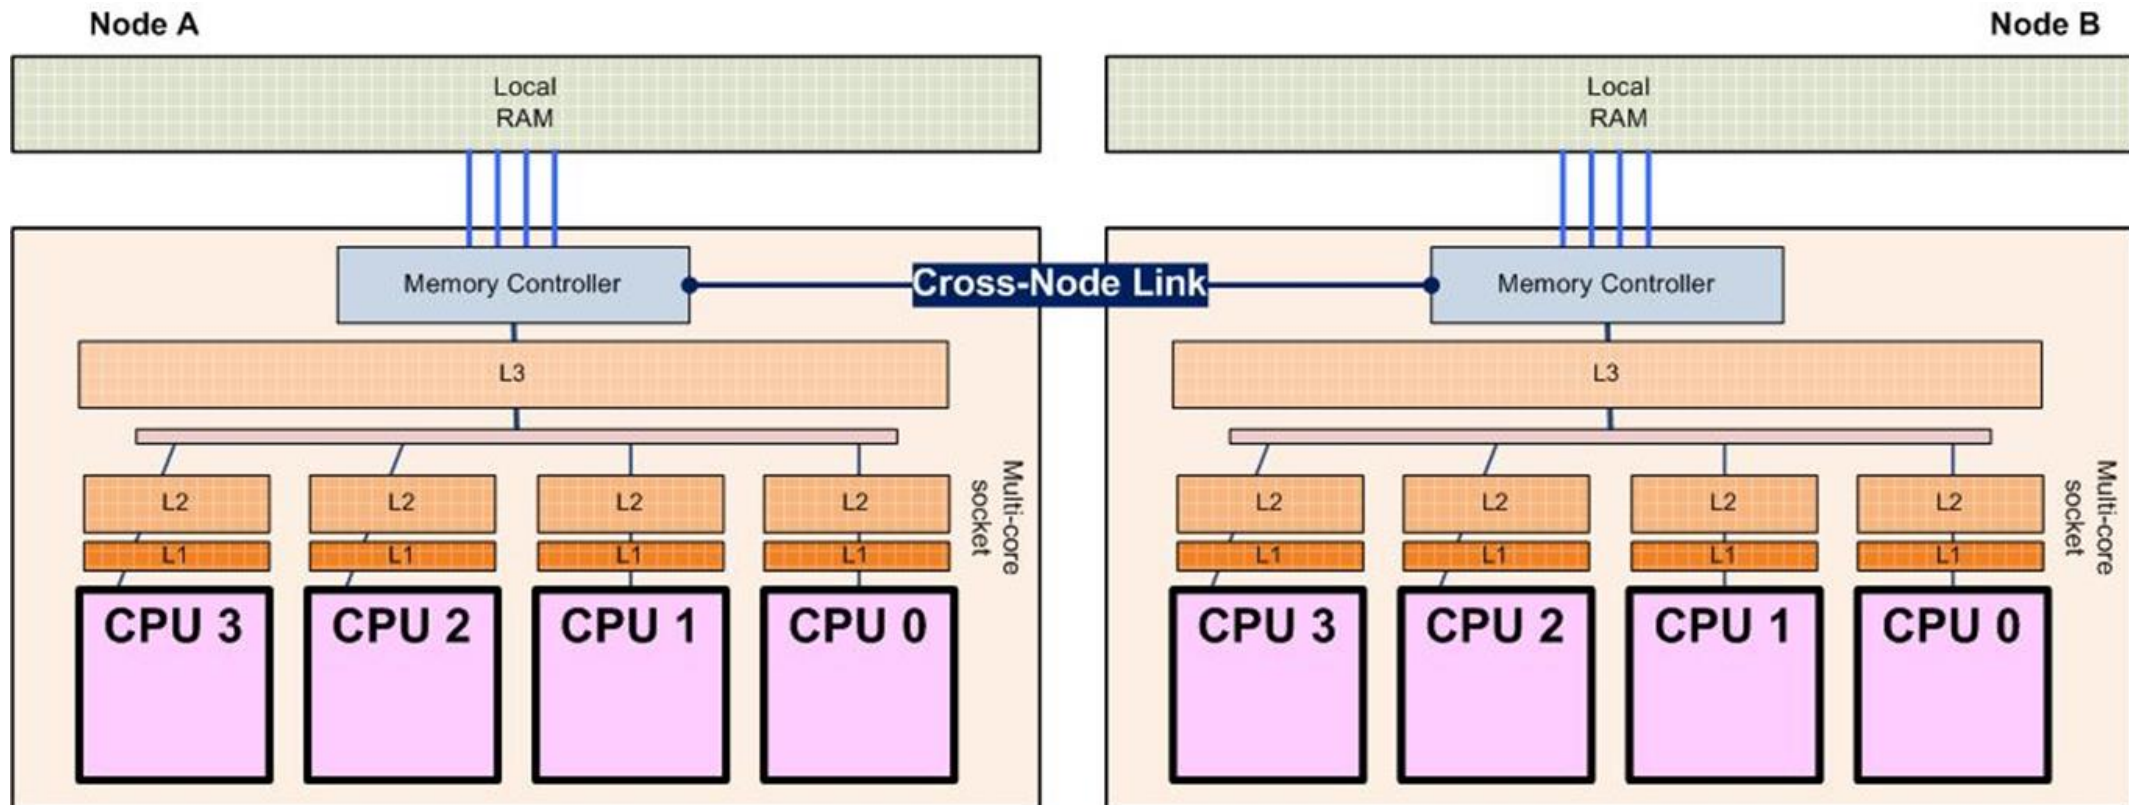 Node A
Node B
Local
RAM
Local
RAM
Memory Controller
Cross-Node Link
Memory Controller
L3
L3
Multi-core
socket
Multi-core
socket
L2
L2
L2
L2
L2
L2
L2
L2
L1
L1
L1
L1
L1
L1
L1
L1
CPU 3
CPU 2
CPU 1
CPU 0
CPU 3
CPU 2
CPU 1
CPU 0